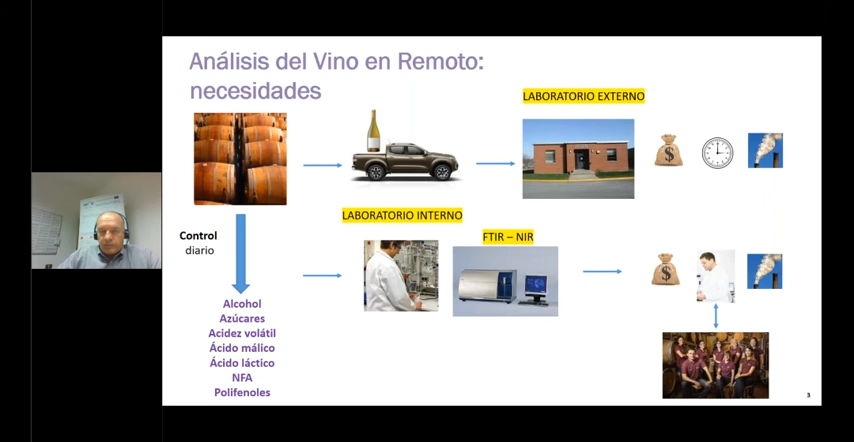 Análisis del Vino en Remoto:
necesidades
LABORATORIO EXTERNO
$
LABORATORIO INTERNO
FTIR – NIR
Control
diario
$
Alcohol
Azúcares
Acidez volátil
Ácido málico
Ácido láctico
NFA
Polifenoles
3